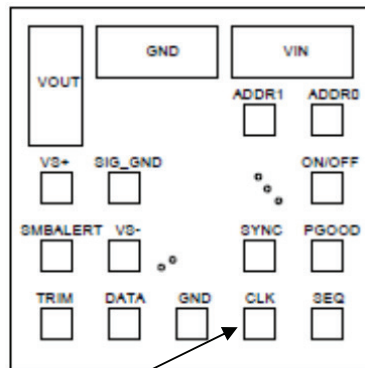 GND VIN
VOUT
ADDR1 ADDR0
VS+ SIG_GND ON/OFF
SMBALERT VS- SYNC PGOOD
TRIM DATA GND CLK SEQ